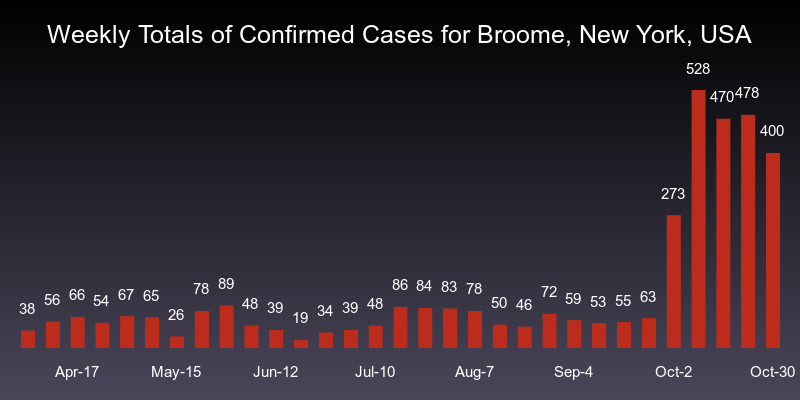 Weekly Totals of Confirmed Cases for Broome, New York, USA
38 56 66 54 67 65 26 78 89 48 39 19 34 39 48 86 84 83 78 50 46 72 59 53 55 63 273 528 470 478 400
Apr-17 May-15 Jun-12 Jul-10 Aug-7 Sep-4 Oct-2 Oct-30